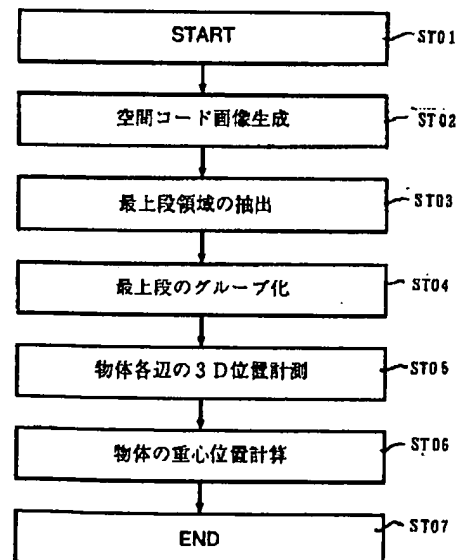 START
ST01
空間コード画像生成
ST02
最上段領域の抽出
ST03
最上段のグループ化
ST04
物体各辺の3D位置計測
ST05
物体の重心位置計算
ST06
END
ST07